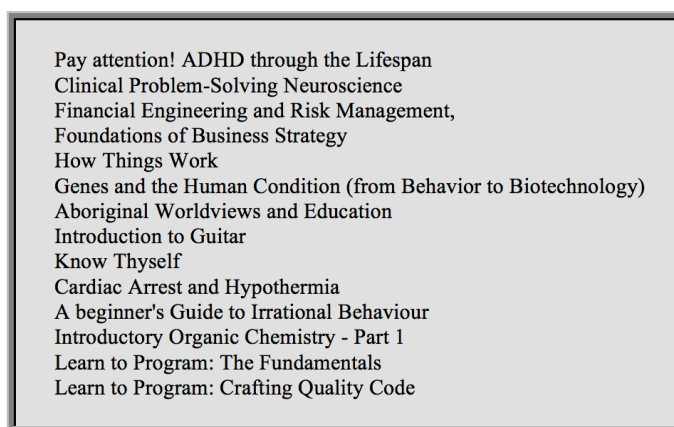 Pay attention! ADHD through the Lifespan
Clinical Problem-Solving Neuroscience
Financial Engineering and Risk Management,
Foundations of Business Strategy
How Things Work
Genes and the Human Condition (from Behavior to Biotechnology)
Aboriginal Worldviews and Education
Introduction to Guitar
Know Thyself
Cardiac Arrest and Hypothermia
A beginner's Guide to Irrational Behaviour
Introductory Organic Chemistry - Part 1
Learn to Program: The Fundamentals
Learn to Program: Crafting Quality Code